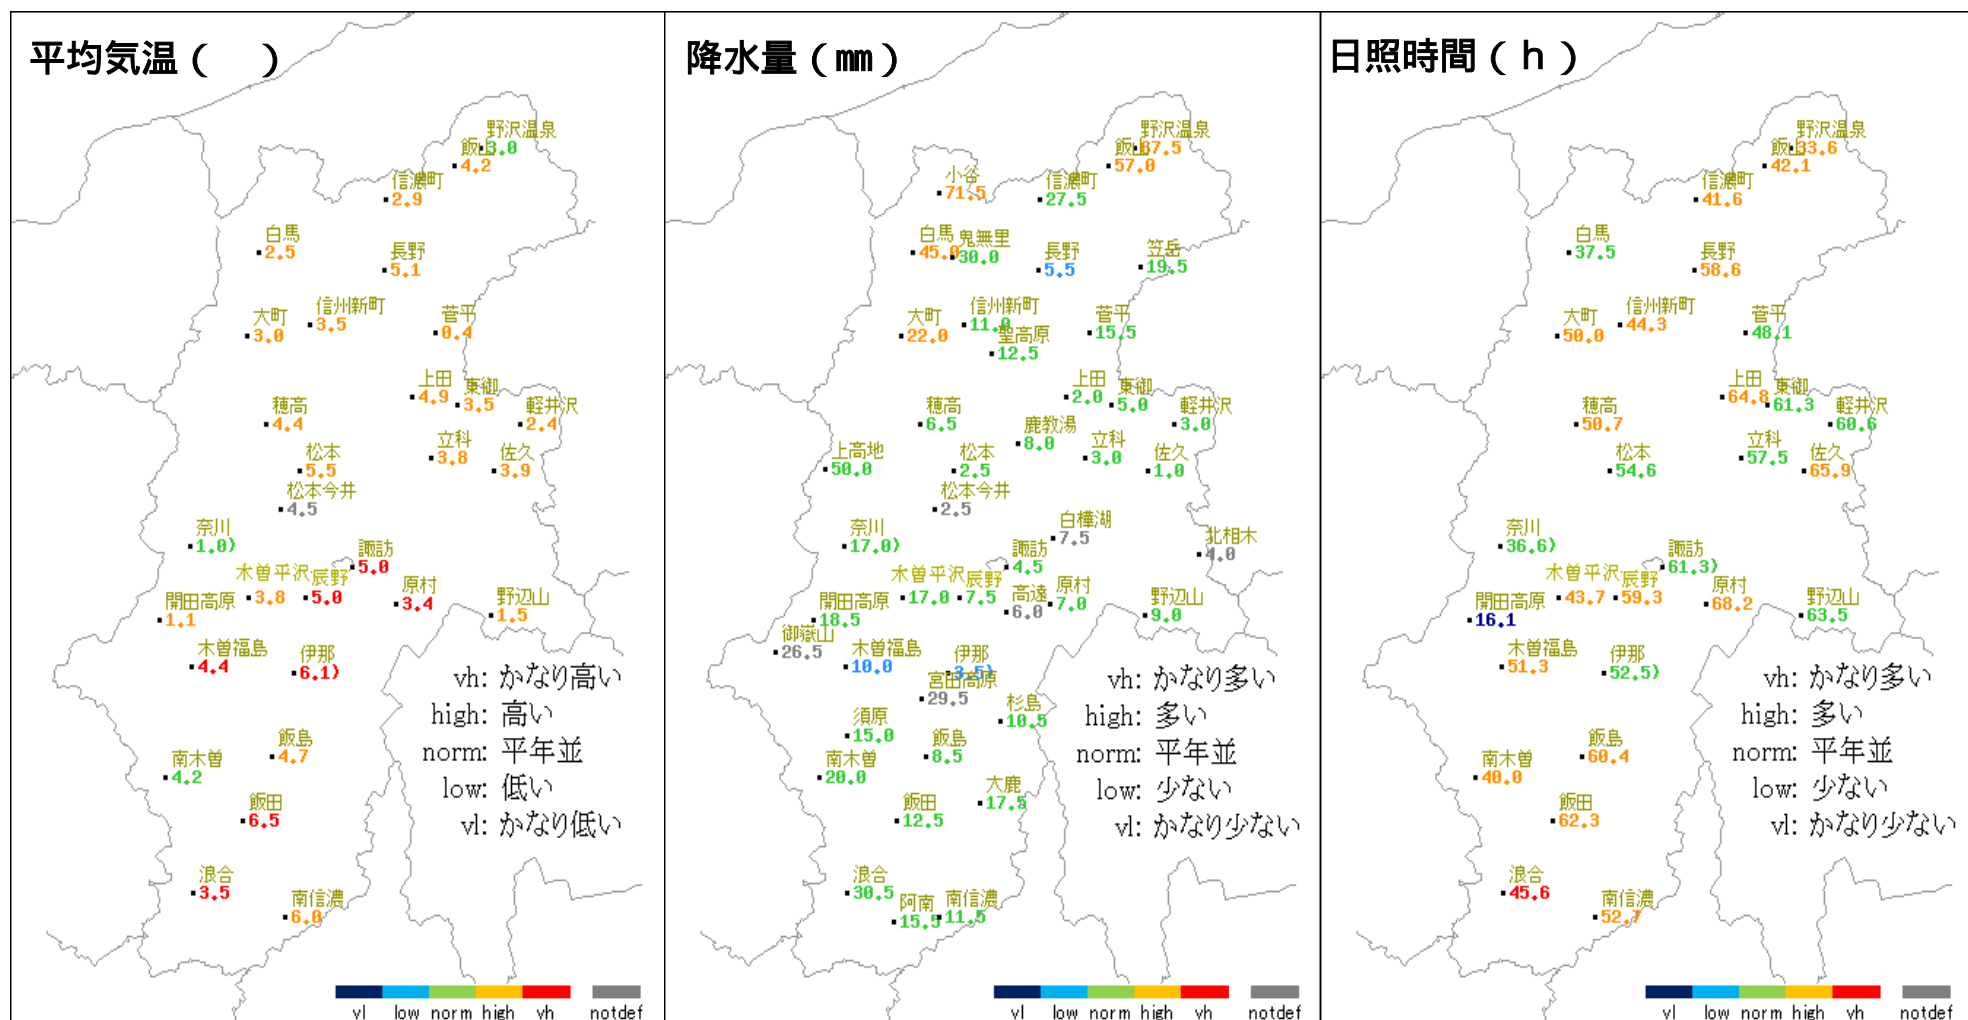 平均気温（　）
野沢温泉
3.0
飯山
4.2
信濃町
2.9
白馬
2.5
長野
5.1
大町
3.0
信州新町
3.5
菅平
0.4
上田
4.9
東御
3.5
穂高
4.4
軽井沢
2.4
松本
5.5
立科
3.8
佐久
3.9
松本今井
4.5
奈川
1.0)
諏訪
5.0
木曽平沢
3.8
辰野
5.0
原村
3.4
開田高原
1.1
野辺山
1.5
木曽福島
4.4
伊那
6.1)
南木曽
4.2
飯島
4.7
飯田
6.5
浪合
3.5
南信濃
6.0
vh: かなり高い
high: 高い
norm: 平年並
low: 低い
vl: かなり低い
vl low norm high vh notdef
降水量（㎜）
野沢温泉
67.5
飯山
57.0
小谷
71.5
信濃町
27.5
白馬
45.0
鬼無里
30.0
長野
5.5
笠岳
19.5
大町
22.0
信州新町
11.0
聖高原
12.5
菅平
15.5
上田
2.0
東御
5.0
穂高
6.5
鹿教湯
8.0
軽井沢
3.0
上高地
50.0
松本
2.5
立科
3.0
佐久
1.0
松本今井
2.5
奈川
17.0)
白樺湖
7.5
北相木
4.0
諏訪
4.5
木曽平沢
17.0
辰野
7.5
高遠
6.0
原村
7.0
開田高原
18.5
野辺山
9.0
御嶽山
26.5
木曽福島
10.0
伊那
3.5)
宮田高原
29.5
杉島
10.5
須原
15.0
飯島
8.5
南木曽
20.0
大鹿
17.5
飯田
12.5
浪合
30.5
阿南
15.5
南信濃
11.5
vh: かなり多い
high: 多い
norm: 平年並
low: 少ない
vl: かなり少ない
vl low norm high vh notdef
日照時間（ｈ）
野沢温泉
33.6
飯山
42.1
信濃町
41.6
白馬
37.5
長野
58.6
大町
50.0
信州新町
44.3
菅平
48.1
上田
64.8
東御
61.3
穂高
50.7
軽井沢
60.6
松本
54.6
立科
57.5
佐久
65.9
奈川
36.6)
諏訪
61.3)
木曽平沢
43.7
辰野
59.3
原村
68.2
開田高原
16.1
野辺山
63.5
木曽福島
51.3
伊那
52.5)
南木曽
40.0
飯島
60.4
飯田
62.3
浪合
45.6
南信濃
52.7
vh: かなり多い
high: 多い
norm: 平年並
low: 少ない
vl: かなり少ない
vl low norm high vh notdef